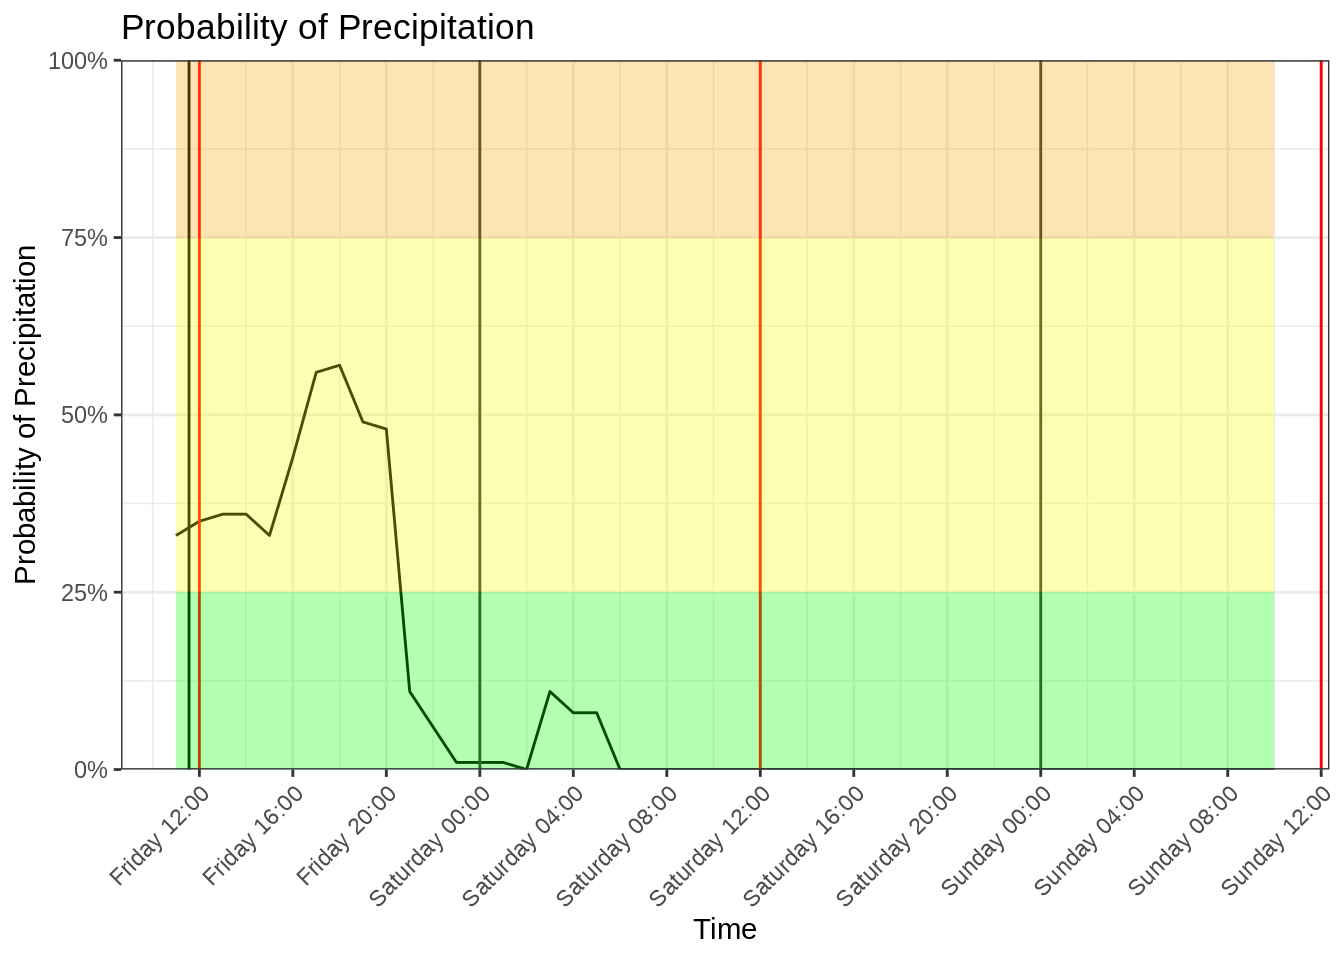 Probability of Precipitation
Probability of Precipitation
100%
75%
50%
25%
0%
Friday 12:00
Friday 16:00
Friday 20:00
Saturday 00:00
Saturday 04:00
Saturday 08:00
Saturday 12:00
Saturday 16:00
Saturday 20:00
Sunday 00:00
Sunday 04:00
Sunday 08:00
Sunday 12:00
Time